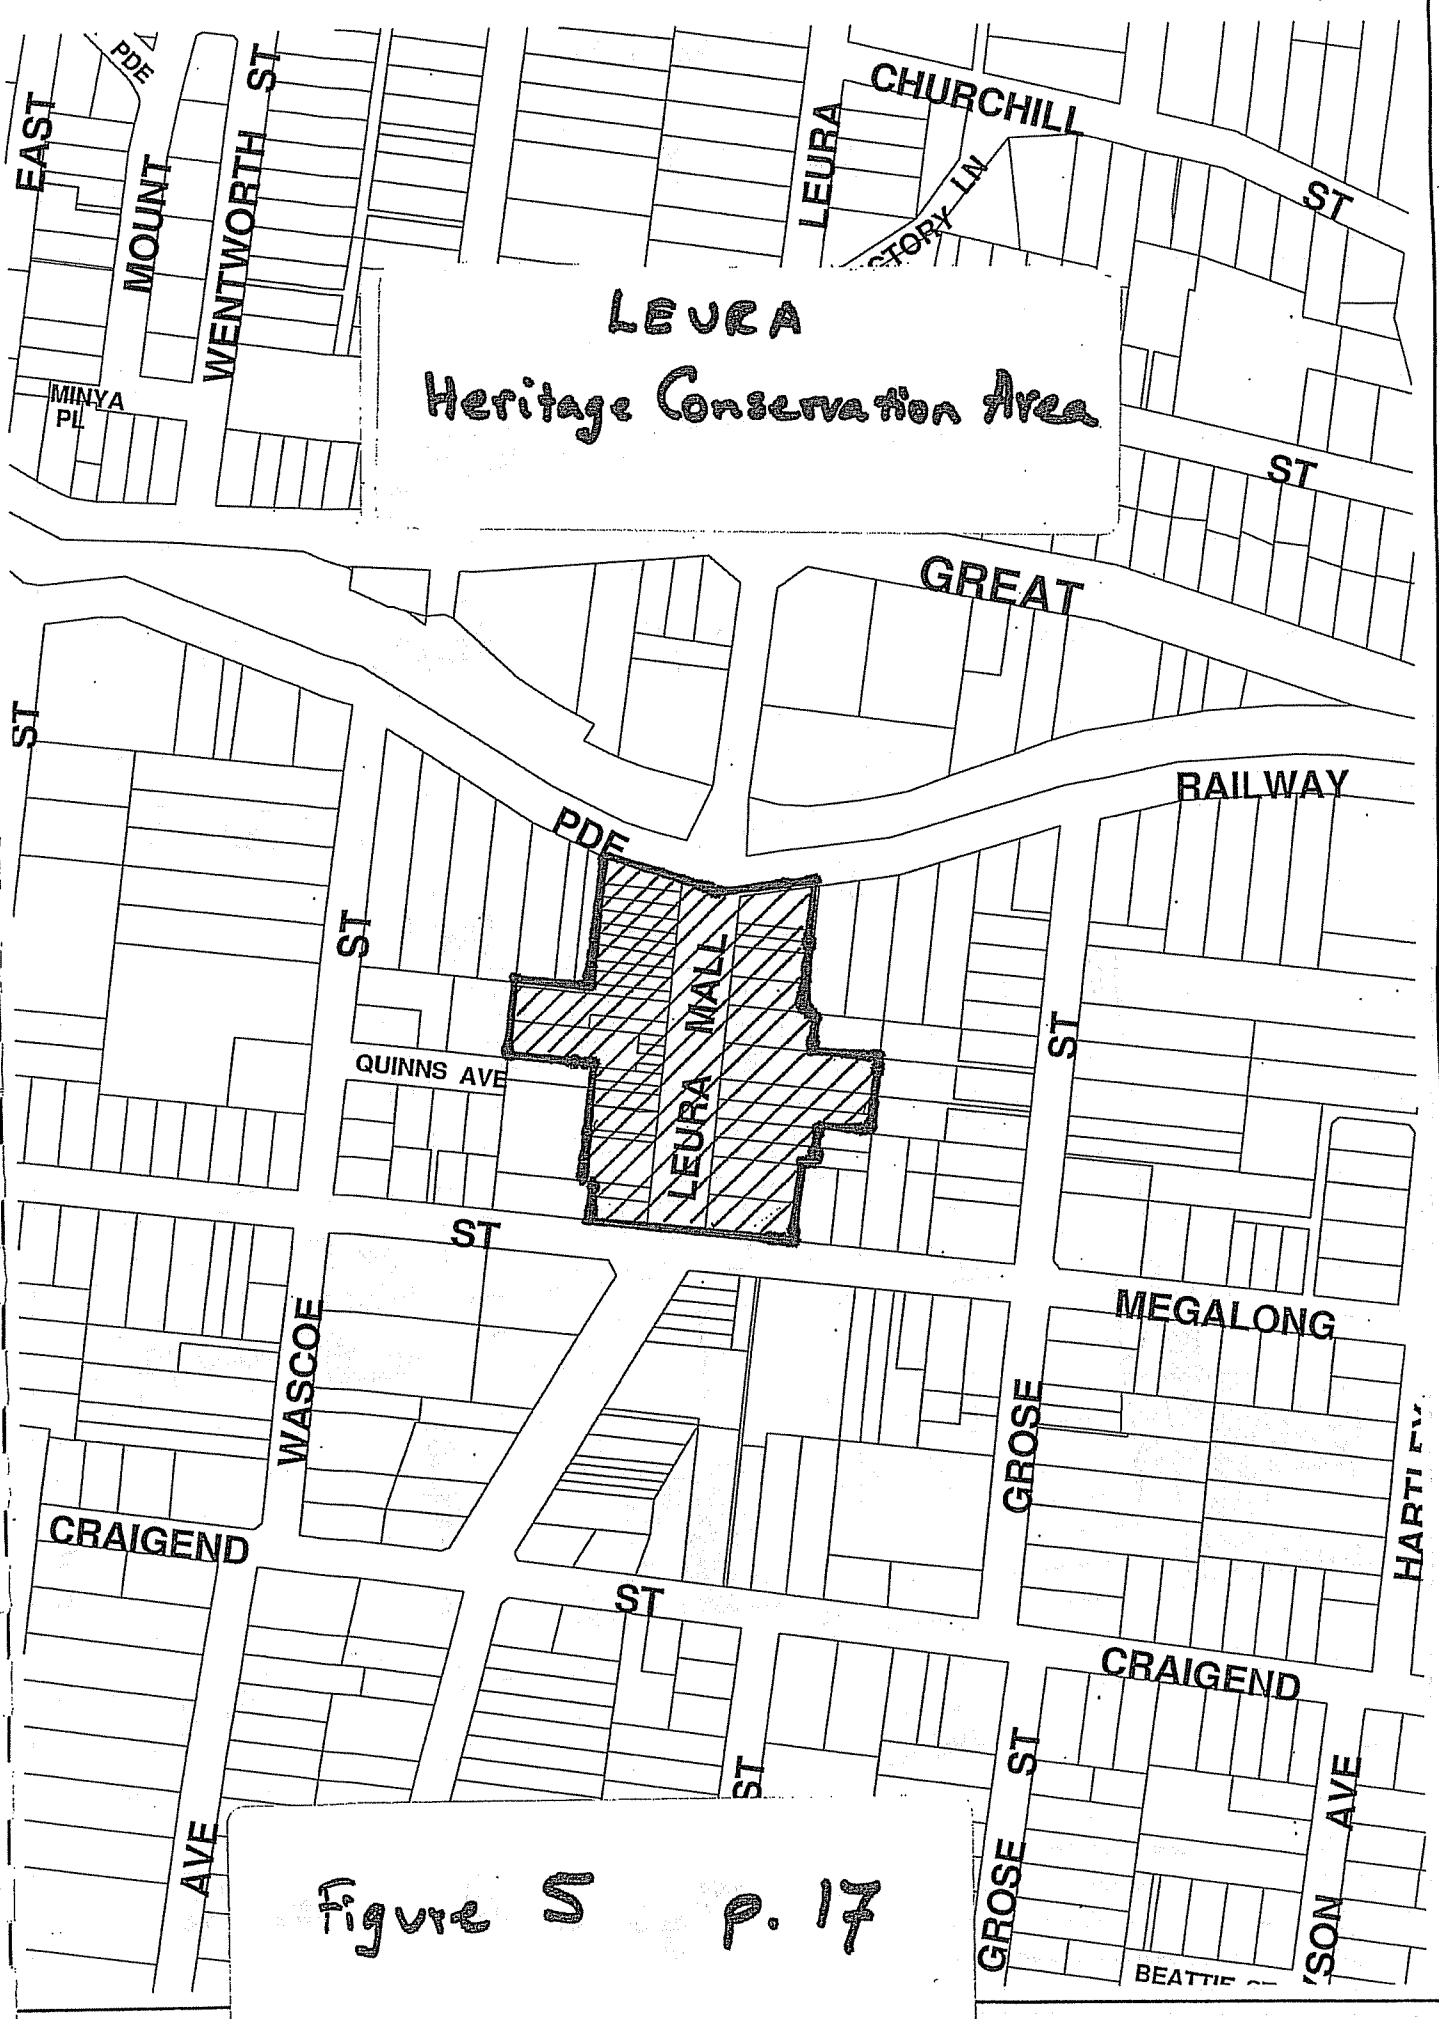 PDE
EAST
MOUNT
WENTWORTH ST
LEURA
CHURCHILL
ST
LN
LEURA
Heritage Conservation Area
MINYA
PL
ST
GREAT
ST
RAILWAY
PDE
ST
LEURA MALL
ST
QUINNS AVE
ST
MEGALONG
WASCOE
GROSE
CRAIGEND
ST
CRAIGEND
ST
ST
AVE
AVE
GROSE
Figure 5 p. 17